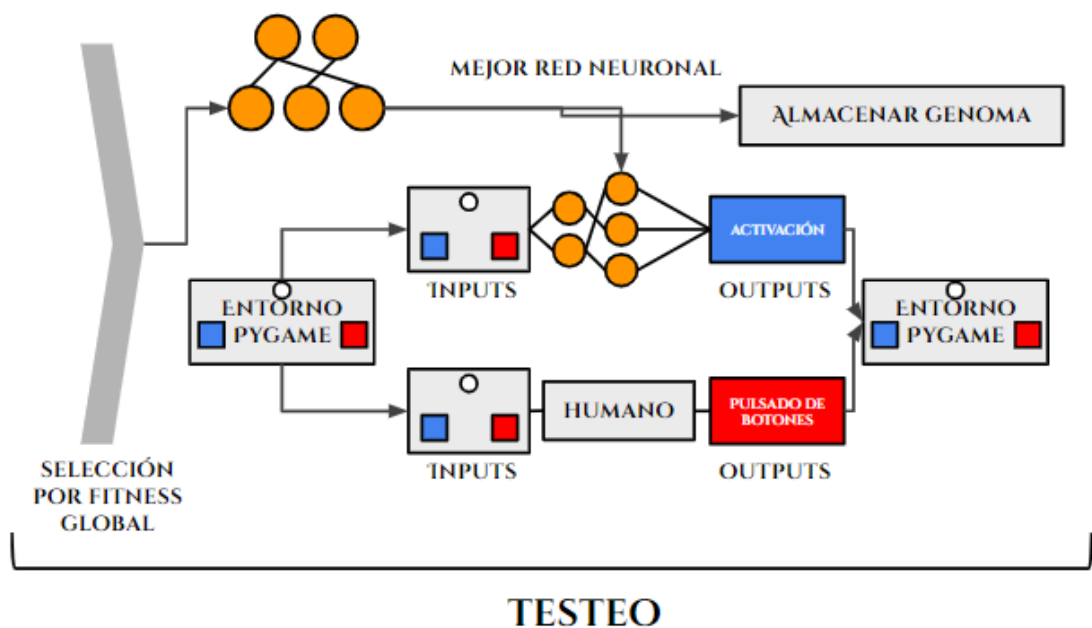 MEJOR RED NEURONAL
ALMACENAR GENOMA
ACTIVACIÓN
INPUTS
OUTPUTS
ENTORNO
PYGAME
ENTORNO
PYGAME
HUMANO
PULSADO DE
BOTONES
INPUTS
OUTPUTS
SELECCIÓN
POR FITNESS
GLOBAL
TESTEO